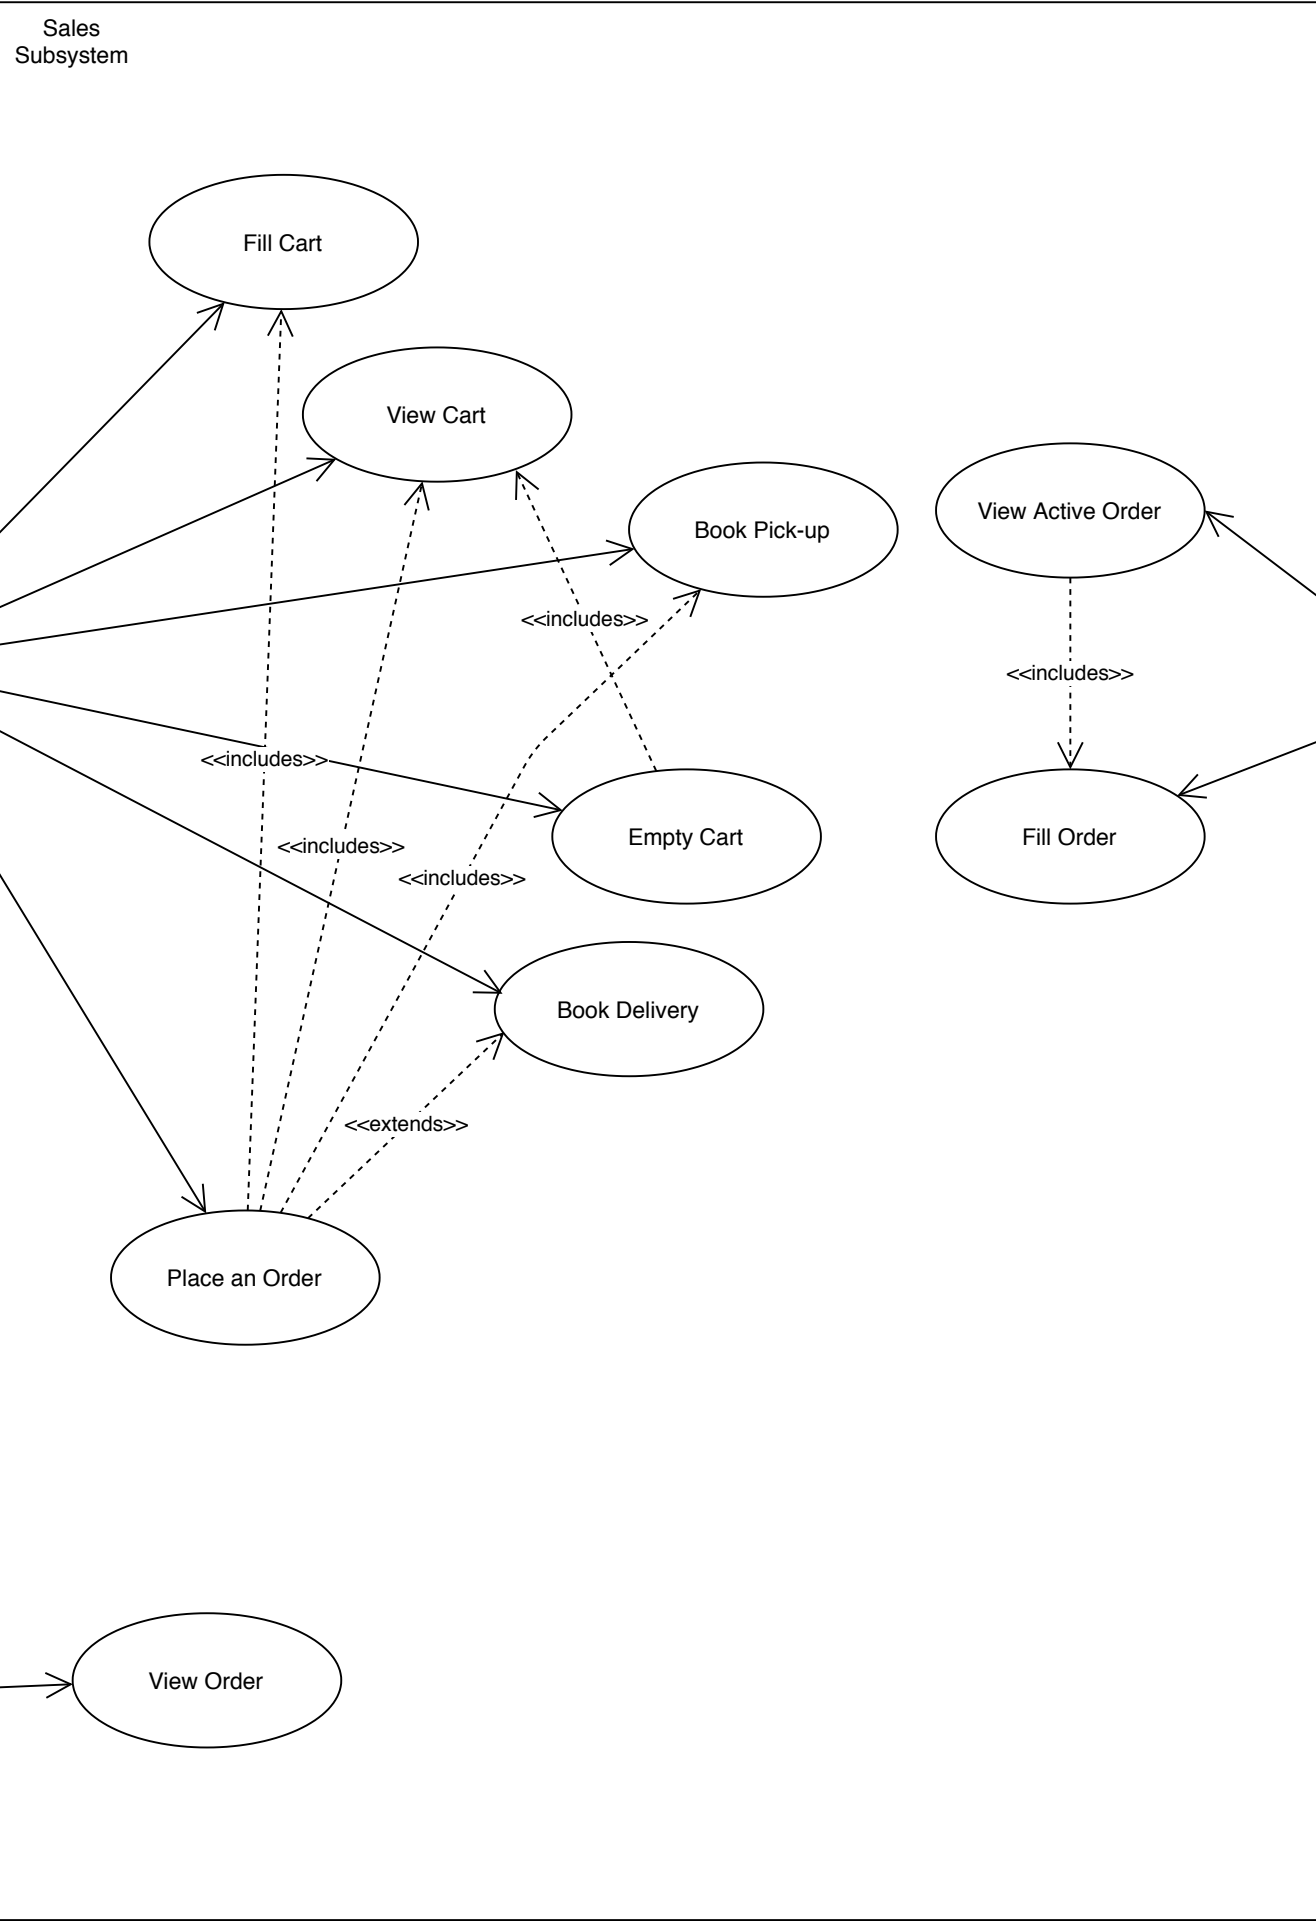 Sales
Subsystem
Fill Cart
View Cart
View Active Order
Book Pick-up
<<includes>>
<<includes>>
<<includes>>
Empty Cart
Fill Order
<<includes>>
<<includes>>
Book Delivery
<<extends>>
Place an Order
View Order